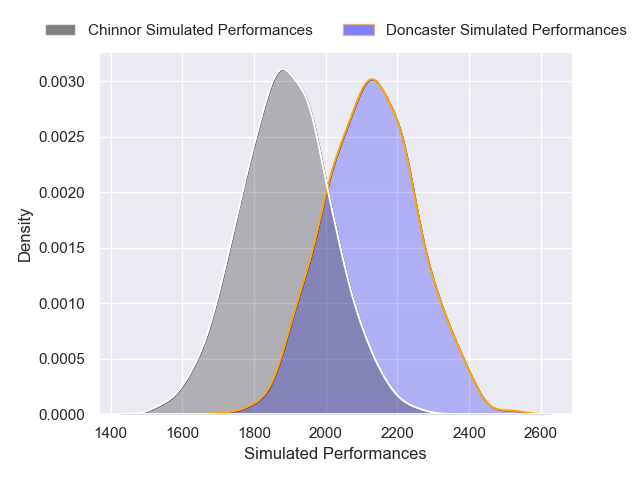 Chinnor Simulated Performances Doncaster Simulated Performances
0.0030
0.0025
0.0020
0.0015
0.0010
0.0005
0.0000
Density
1400 1600 1800 2000 2200 2400 2600
Simulated Performances